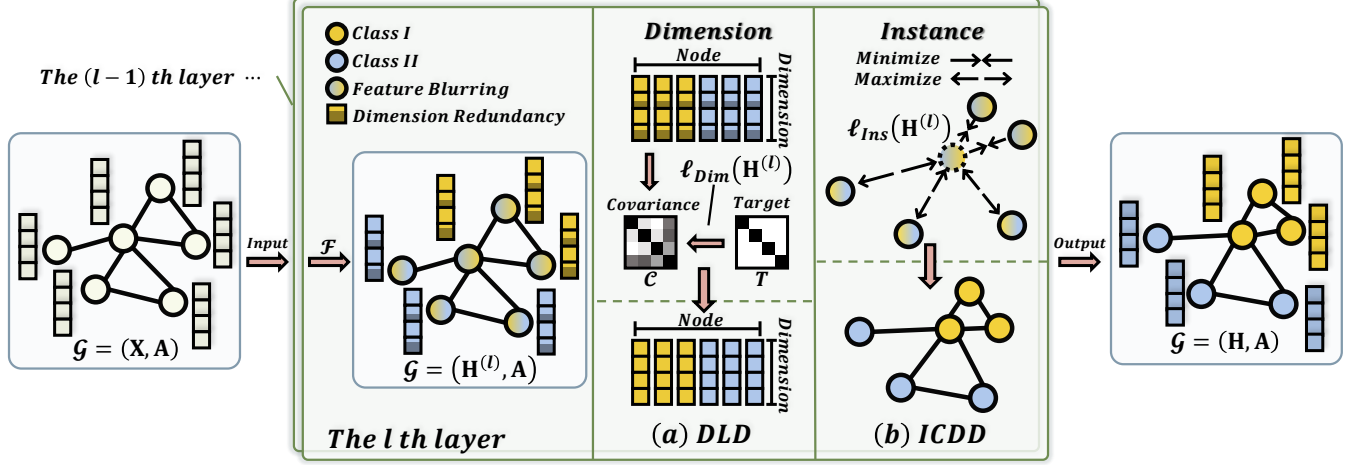 The (l − 1) th layer ⋯
𝒢 = (X, A)
Input
Class I
Class II
Feature Blurring
Dimension Redundancy
ℱ
𝒢 = (H^(l), A)
The l th layer
Dimension
Node
Dimension
ℓ_Dim(H^(l))
Covariance
Target
𝒞
T
Node
Dimension
(a) DLD
Instance
Minimize
Maximize
ℓ_Ins(H^(l))
(b) ICDD
Output
𝒢 = (H, A)